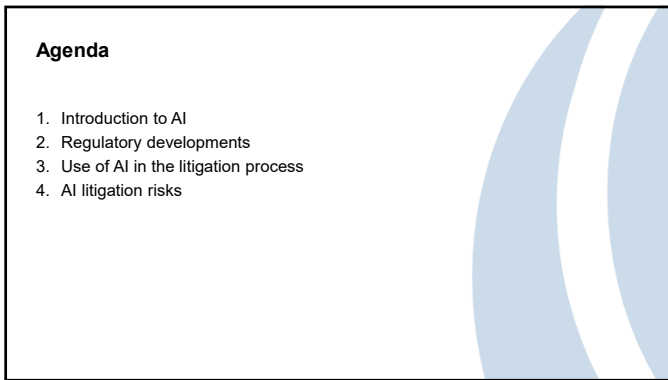 Agenda
1. Introduction to AI
2. Regulatory developments
3. Use of AI in the litigation process
4. AI litigation risks